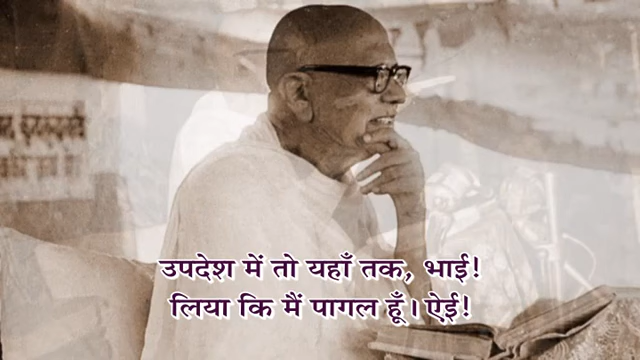 उपदेश में तो यहाँ तक, भाई!
लिया कि मैं पागल हूँ। ऐई!